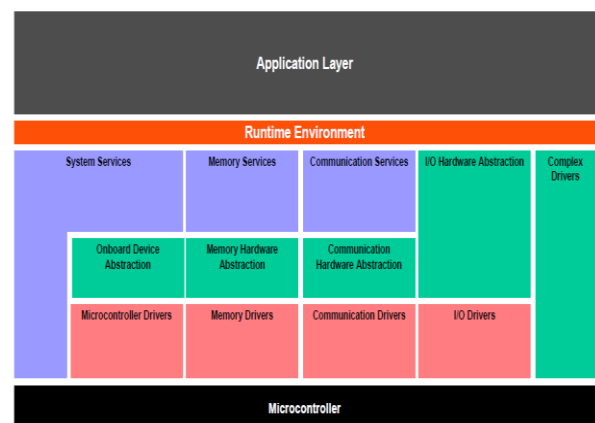 Application Layer
Runtime Environment
System Services
Memory Services
Communication Services
I/O Hardware Abstraction
Complex
Drivers
Onboard Device
Abstraction
Memory Hardware
Abstraction
Communication
Hardware Abstraction
Microcontroller Drivers
Memory Drivers
Communication Drivers
I/O Drivers
Microcontroller